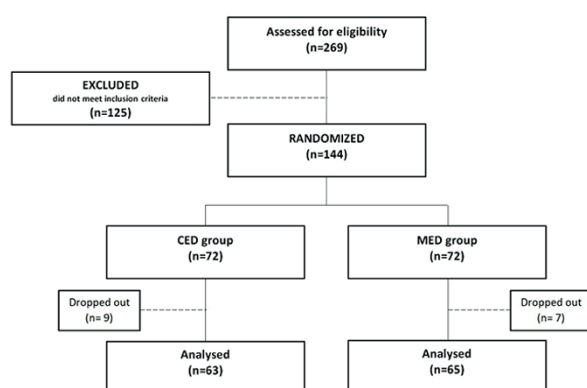 Assessed for eligibility
(n=269)
EXCLUDED
did not meet inclusion criteria
(n=125)
RANDOMIZED
(n=144)
CED group
(n=72)
MED group
(n=72)
Dropped out
(n= 9)
Dropped out
(n= 7)
Analysed
(n=63)
Analysed
(n=65)